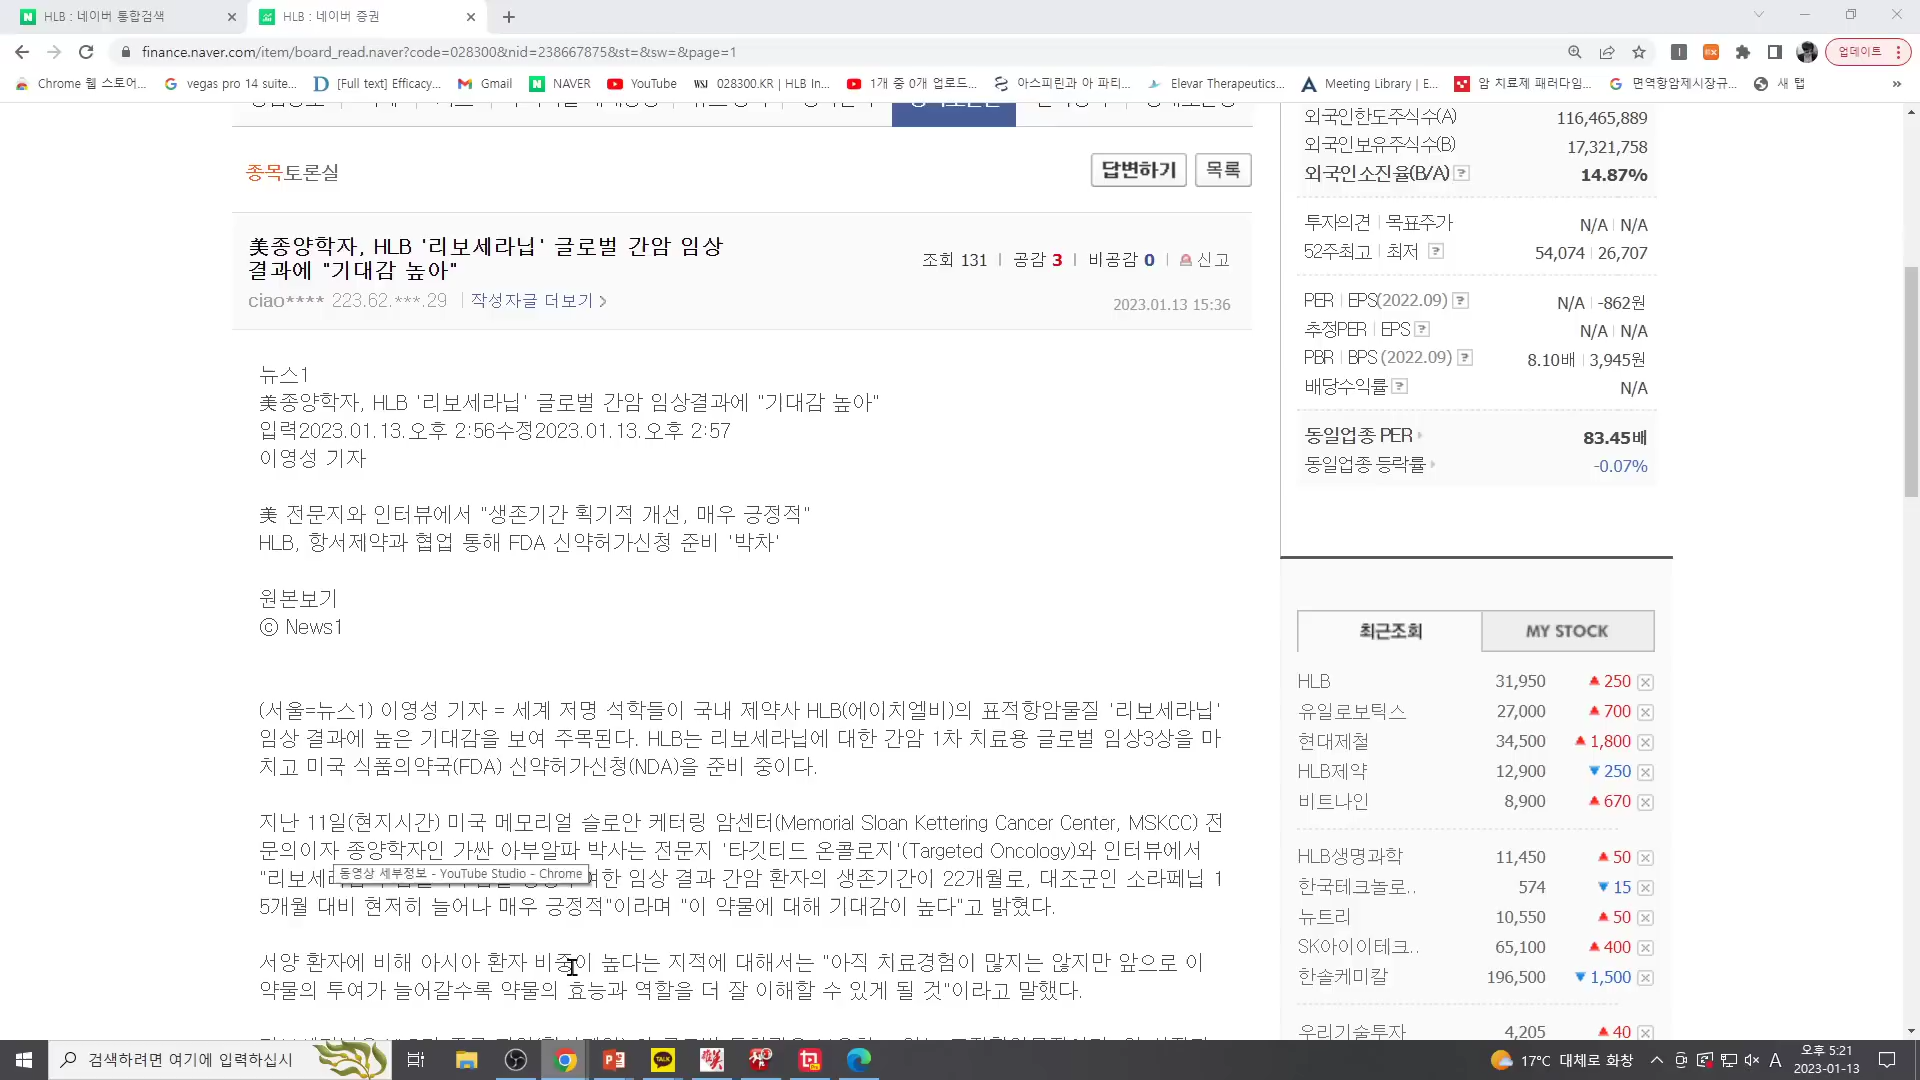 HLB : 네이버 통합검색
HLB : 네이버 증권
finance.naver.com/item/board_read.naver?code=028300&nid=238667875&st=&sw=&page=1
업데이트
Chrome 웹 스토어...
vegas pro 14 suite...
[Full text] Efficacy...
Gmail
NAVER
YouTube
028300.KR | HLB In...
1개 중 0개 업로드...
아스피린과 아 파티...
Elevar Therapeutics...
Meeting Library | E...
암 치료제 패러다임...
면역항암제시장규...
새 탭
종목토론실
답변하기
목록
美종양학자, HLB '리보세라닙' 글로벌 간암 임상
결과에 "기대감 높아"
조회 131 공감 3 비공감 0 신고
ciao**** 223.62.***.29 작성자글 더보기
2023.01.13 15:36
뉴스1
美종양학자, HLB '리보세라닙' 글로벌 간암 임상결과에 "기대감 높아"
입력2023.01.13.오후 2:56수정2023.01.13.오후 2:57
이영성 기자
美 전문지와 인터뷰에서 "생존기간 획기적 개선, 매우 긍정적"
HLB, 항서제약과 협업 통해 FDA 신약허가신청 준비 '박차'
원본보기
ⓒ News1
(서울=뉴스1) 이영성 기자 = 세계 저명 석학들이 국내 제약사 HLB(에이치엘비)의 표적항암물질 '리보세라닙'
임상 결과에 높은 기대감을 보여 주목된다. HLB는 리보세라닙에 대한 간암 1차 치료용 글로벌 임상3상을 마
치고 미국 식품의약국(FDA) 신약허가신청(NDA)을 준비 중이다.
지난 11일(현지시간) 미국 메모리얼 슬로안 케터링 암센터(Memorial Sloan Kettering Cancer Center, MSKCC) 전
문의이자 종양학자인 가싼 아부알파 박사는 전문지 '타깃티드 온콜로지'(Targeted Oncology)와 인터뷰에서
동영상 세부정보 - YouTube Studio - Chrome
"리보세 여한 임상 결과 간암 환자의 생존기간이 22개월로, 대조군인 소라페닙 1
5개월 대비 현저히 늘어나 매우 긍정적"이라며 "이 약물에 대해 기대감이 높다"고 밝혔다.
서양 환자에 비해 아시아 환자 비중이 높다는 지적에 대해서는 "아직 치료경험이 많지는 않지만 앞으로 이
약물의 투여가 늘어갈수록 약물의 효능과 역할을 더 잘 이해할 수 있게 될 것"이라고 말했다.
외국인한도주식수(A) 116,465,889
외국인보유주식수(B) 17,321,758
외국인소진율(B/A) ? 14.87%
투자의견 | 목표주가 N/A | N/A
52주최고 | 최저 ? 54,074 | 26,707
PER | EPS(2022.09) ? N/A | -862원
추정PER | EPS ? N/A | N/A
PBR | BPS (2022.09) ? 8.10배 | 3,945원
배당수익률 ? N/A
동일업종 PER 83.45배
동일업종 등락률 -0.07%
최근조회
MY STOCK
HLB 31,950 ▲ 250
유일로보틱스 27,000 ▲ 700
현대제철 34,500 ▲ 1,800
HLB제약 12,900 ▼ 250
비트나인 8,900 ▲ 670
HLB생명과학 11,450 ▲ 50
한국테크놀로.. 574 ▼ 15
뉴트리 10,550 ▲ 50
SK아이이테크.. 65,100 ▲ 400
한솔케미칼 196,500 ▼ 1,500
우리기술투자 4,205 ▲ 40
검색하려면 여기에 입력하십시
TALK
17°C 대체로 화창
A
오후 5:21
2023-01-13